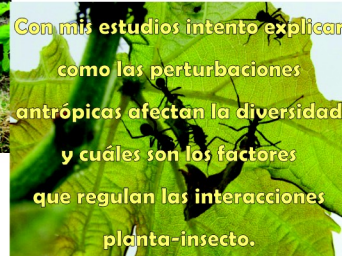 Con mis estudios intento explicar
como las perturbaciones
antrópicas afectan la diversidad
y cuáles son los factores
que regulan las interacciones
planta-insecto.